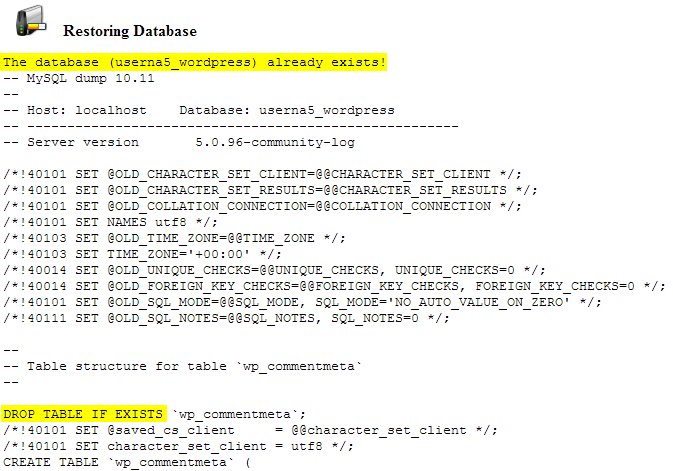 Restoring Database
The database (userna5_wordpress) already exists!
-- MySQL dump 10.11
--
-- Host: localhost    Database: userna5_wordpress
-- ------------------------------------------------------
-- Server version       5.0.96-community-log
/*!40101 SET @OLD_CHARACTER_SET_CLIENT=@@CHARACTER_SET_CLIENT */;
/*!40101 SET @OLD_CHARACTER_SET_RESULTS=@@CHARACTER_SET_RESULTS */;
/*!40101 SET @OLD_COLLATION_CONNECTION=@@COLLATION_CONNECTION */;
/*!40101 SET NAMES utf8 */;
/*!40103 SET @OLD_TIME_ZONE=@@TIME_ZONE */;
/*!40103 SET TIME_ZONE='+00:00' */;
/*!40014 SET @OLD_UNIQUE_CHECKS=@@UNIQUE_CHECKS, UNIQUE_CHECKS=0 */;
/*!40014 SET @OLD_FOREIGN_KEY_CHECKS=@@FOREIGN_KEY_CHECKS, FOREIGN_KEY_CHECKS=0 */;
/*!40101 SET @OLD_SQL_MODE=@@SQL_MODE, SQL_MODE='NO_AUTO_VALUE_ON_ZERO' */;
/*!40111 SET @OLD_SQL_NOTES=@@SQL_NOTES, SQL_NOTES=0 */;
--
-- Table structure for table `wp_commentmeta`
--
DROP TABLE IF EXISTS `wp_commentmeta`;
/*!40101 SET @saved_cs_client     = @@character_set_client */;
/*!40101 SET character_set_client = utf8 */;
CREATE TABLE `wp_commentmeta` (